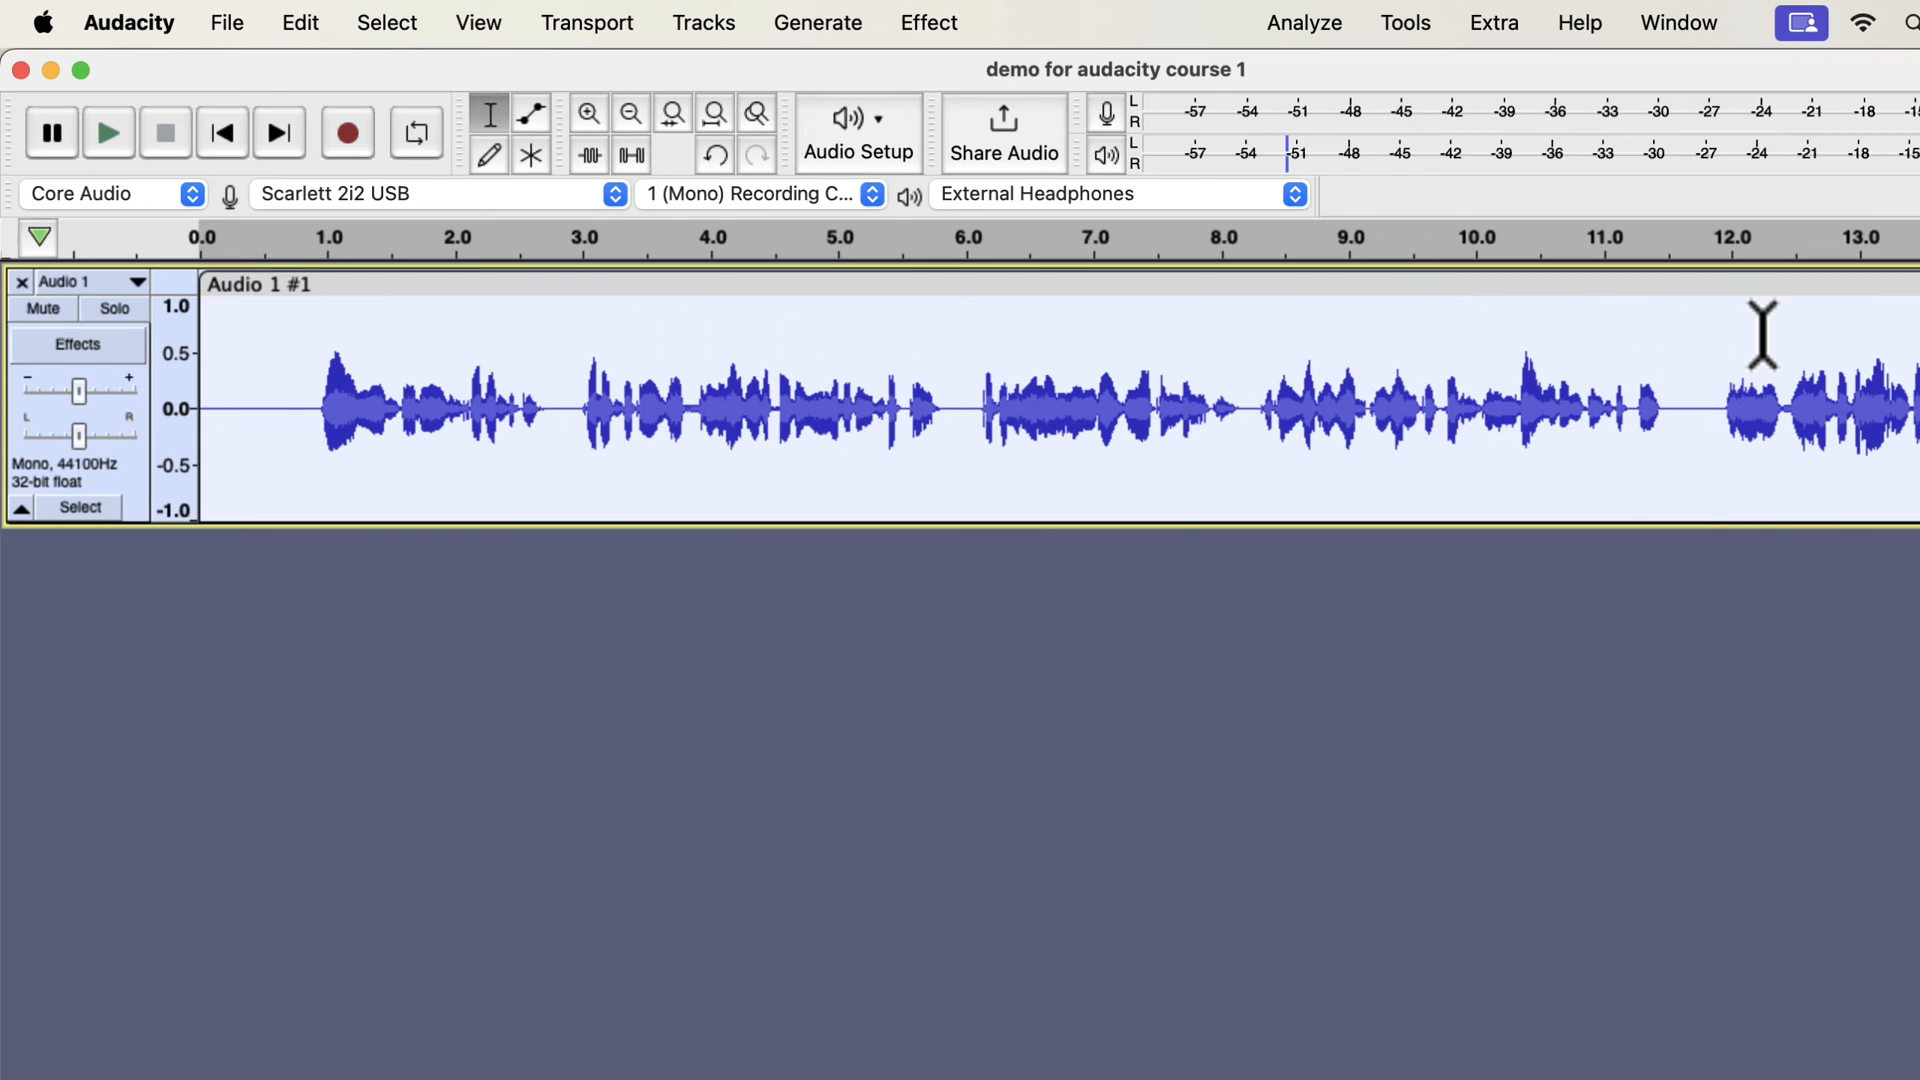 Audacity File Edit Select View Transport Tracks Generate Effect Analyze Tools Extra Help Window
demo for audacity course 1
L -57 -54 -51 -48 -45 -42 -39 -36 -33 -30 -27 -24 -21 -18 -15
R
Audio Setup
Share Audio
L -57 -54 -51 -48 -45 -42 -39 -36 -33 -30 -27 -24 -21 -18 -15
R
Core Audio Scarlett 2i2 USB 1 (Mono) Recording C... External Headphones
0.0 1.0 2.0 3.0 4.0 5.0 6.0 7.0 8.0 9.0 10.0 11.0 12.0 13.0
Audio 1 Audio 1 #1
Mute Solo 1.0
Effects 0.5
- +
L R 0.0
Mono, 44100Hz -0.5
32-bit float
Select -1.0